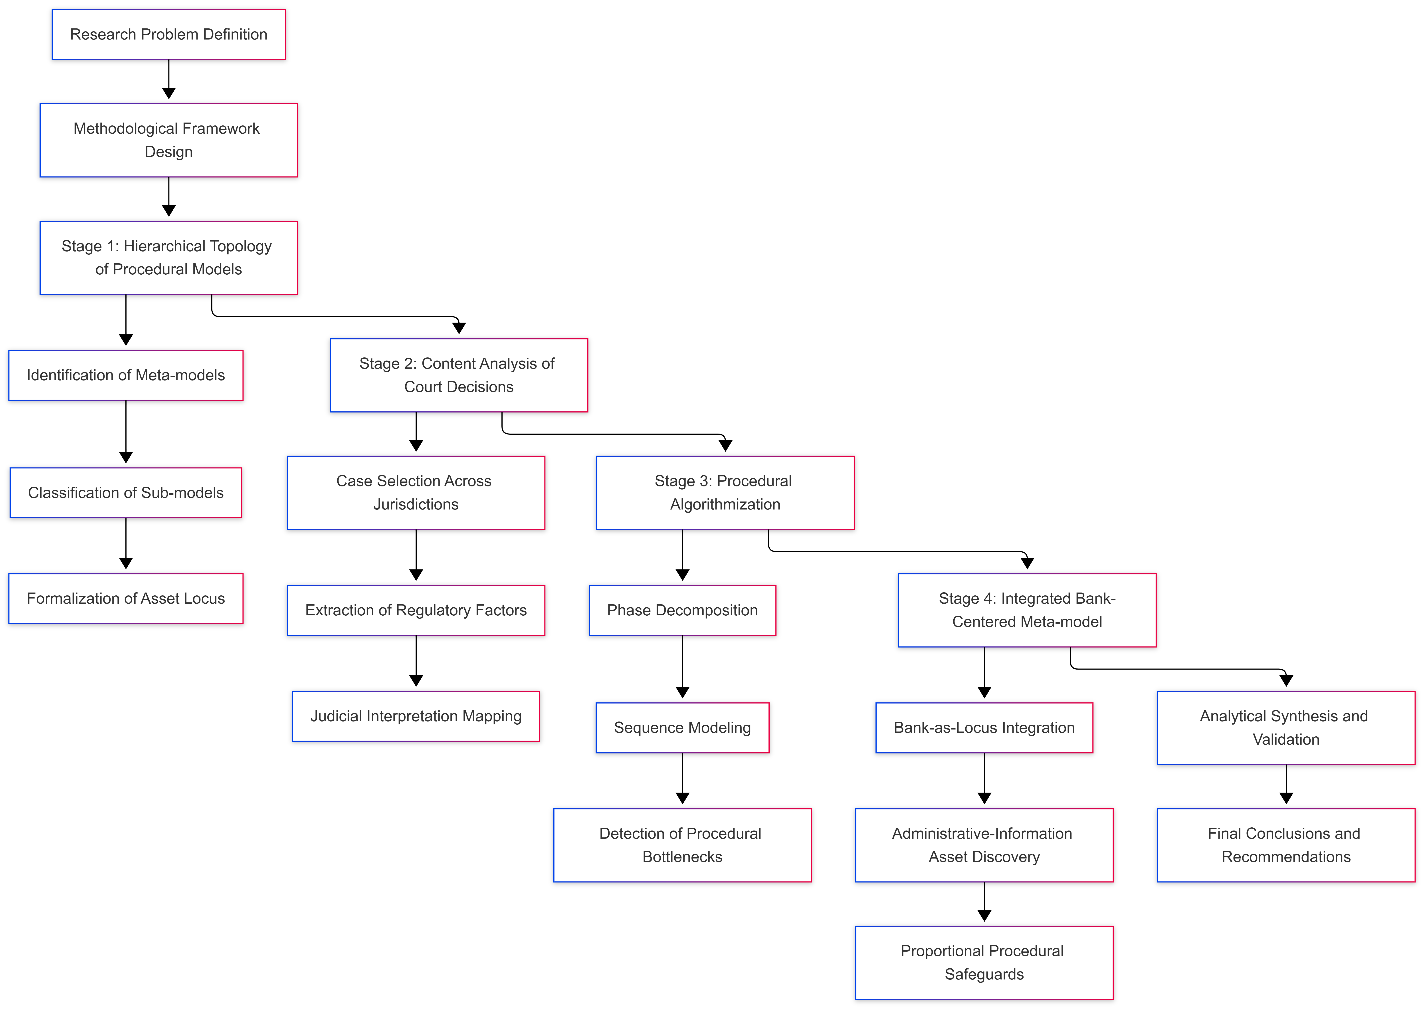 Research Problem Definition
Methodological Framework
Design
Stage 1: Hierarchical Topology
of Procedural Models
Identification of Meta-models
Classification of Sub-models
Formalization of Asset Locus
Stage 2: Content Analysis of
Court Decisions
Case Selection Across
Jurisdictions
Extraction of Regulatory Factors
Judicial Interpretation Mapping
Stage 3: Procedural
Algorithmization
Phase Decomposition
Sequence Modeling
Detection of Procedural
Bottlenecks
Stage 4: Integrated Bank-
Centered Meta-model
Bank-as-Locus Integration
Administrative-Information
Asset Discovery
Proportional Procedural
Safeguards
Analytical Synthesis and
Validation
Final Conclusions and
Recommendations